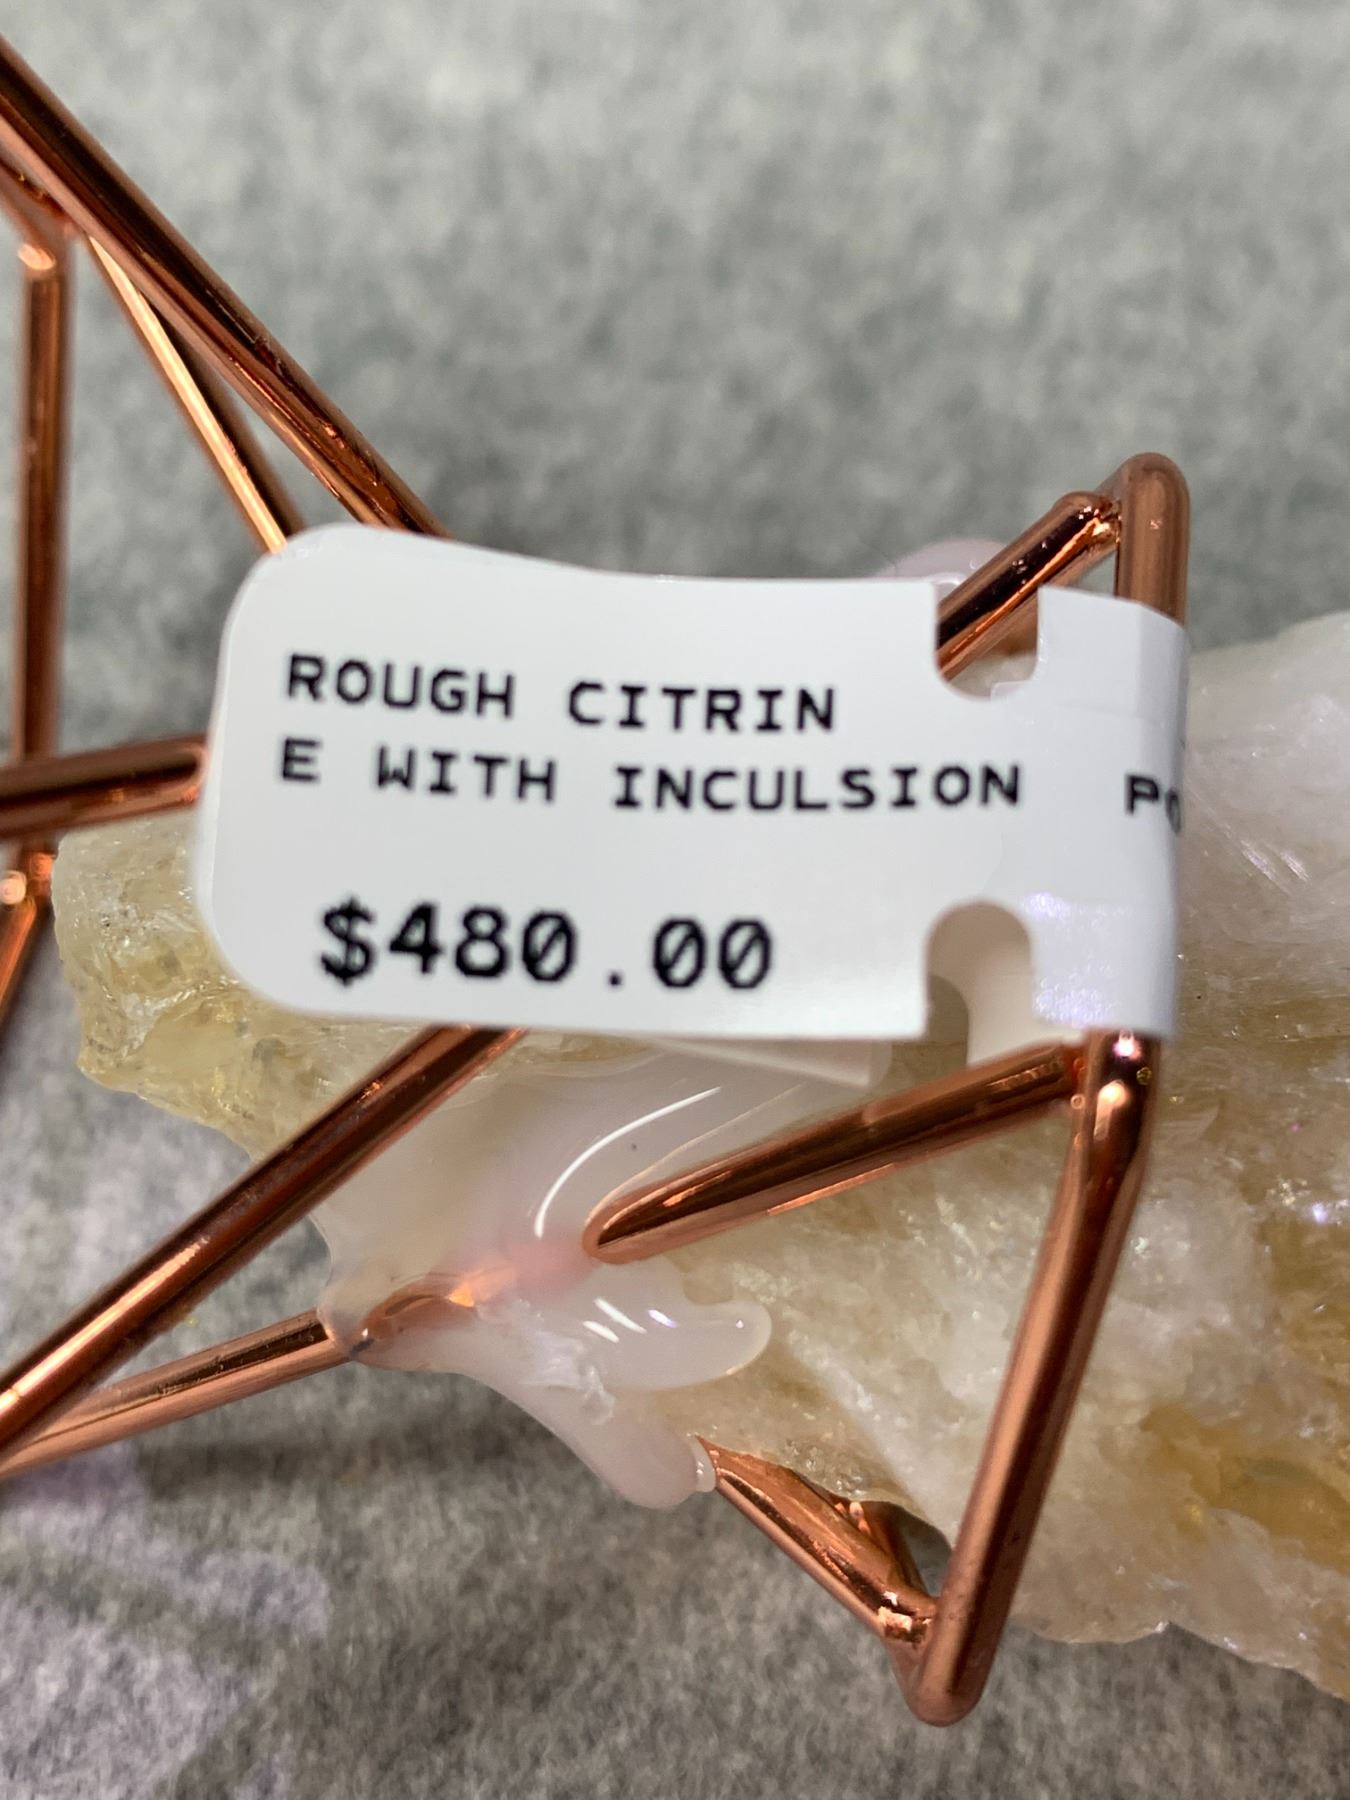 ROUGH CITRIN
E WITH INCULSION
$480.00